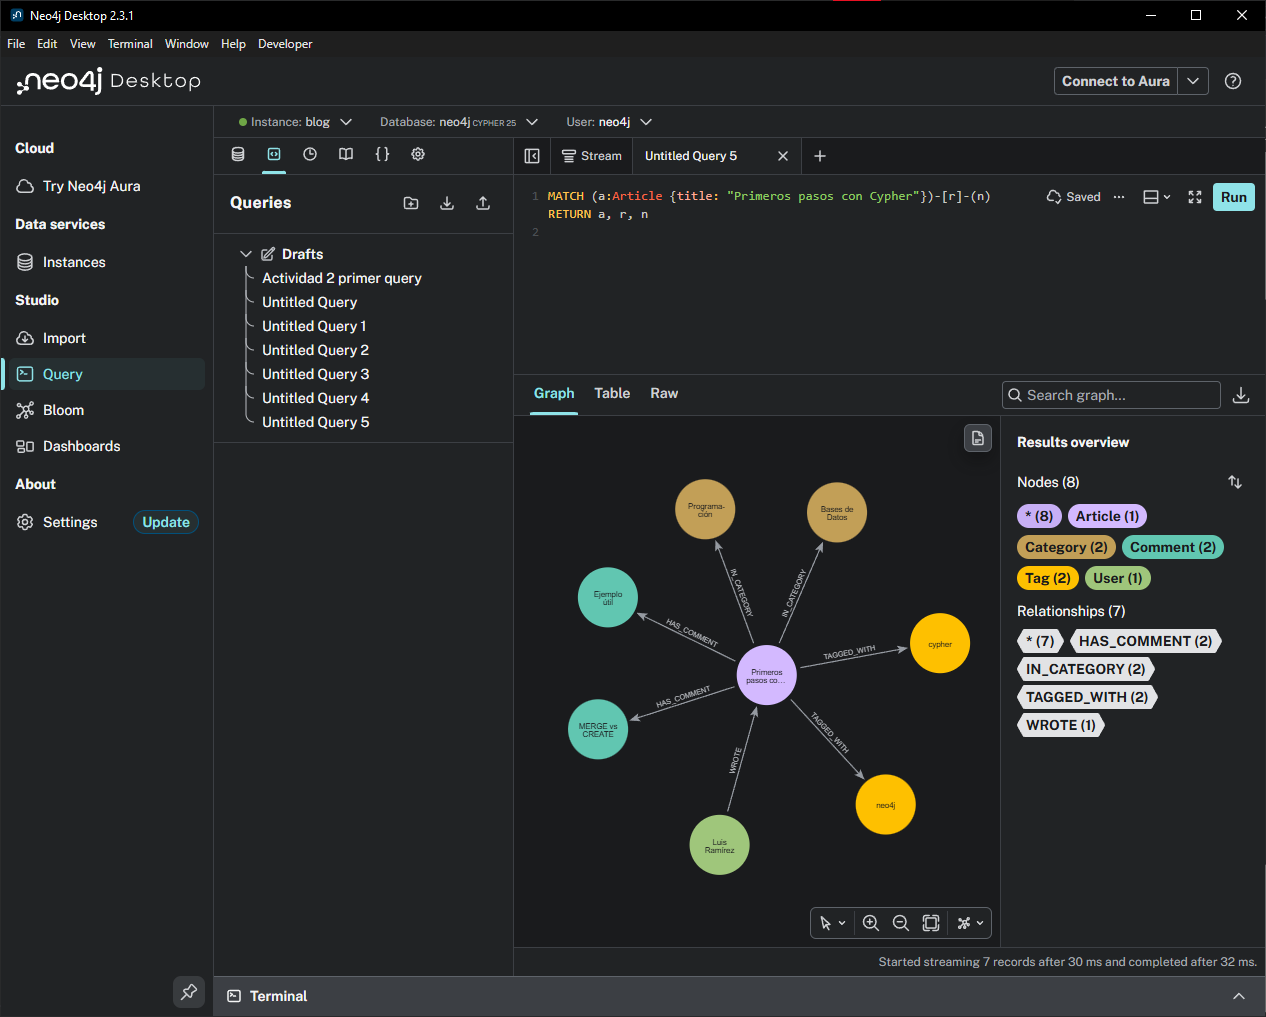 Neo4j Desktop 2.3.1
File Edit View Terminal Window Help Developer
neo4j Desktop
Connect to Aura
Instance: blog
Database: neo4j CYPHER 25
User: neo4j
Cloud
Try Neo4j Aura
Data services
Instances
Studio
Import
Query
Bloom
Dashboards
About
Settings
Update
Queries
Drafts
Actividad 2 primer query
Untitled Query
Untitled Query 1
Untitled Query 2
Untitled Query 3
Untitled Query 4
Untitled Query 5
Stream
Untitled Query 5
1 MATCH (a:Article {title: "Primeros pasos con Cypher"})-[r]-(n)
RETURN a, r, n
2
Saved
Run
Graph Table Raw
Search graph...
Programa-
ción
Bases de
Datos
IN_CATEGORY
IN_CATEGORY
Ejemplo
útil
HAS_COMMENT
TAGGED_WITH
cypher
Primeros
pasos co...
HAS_COMMENT
MERGE vs
CREATE
TAGGED_WITH
WROTE
neo4j
Luis
Ramírez
Results overview
Nodes (8)
* (8) Article (1)
Category (2) Comment (2)
Tag (2) User (1)
Relationships (7)
* (7) HAS_COMMENT (2)
IN_CATEGORY (2)
TAGGED_WITH (2)
WROTE (1)
Started streaming 7 records after 30 ms and completed after 32 ms.
Terminal